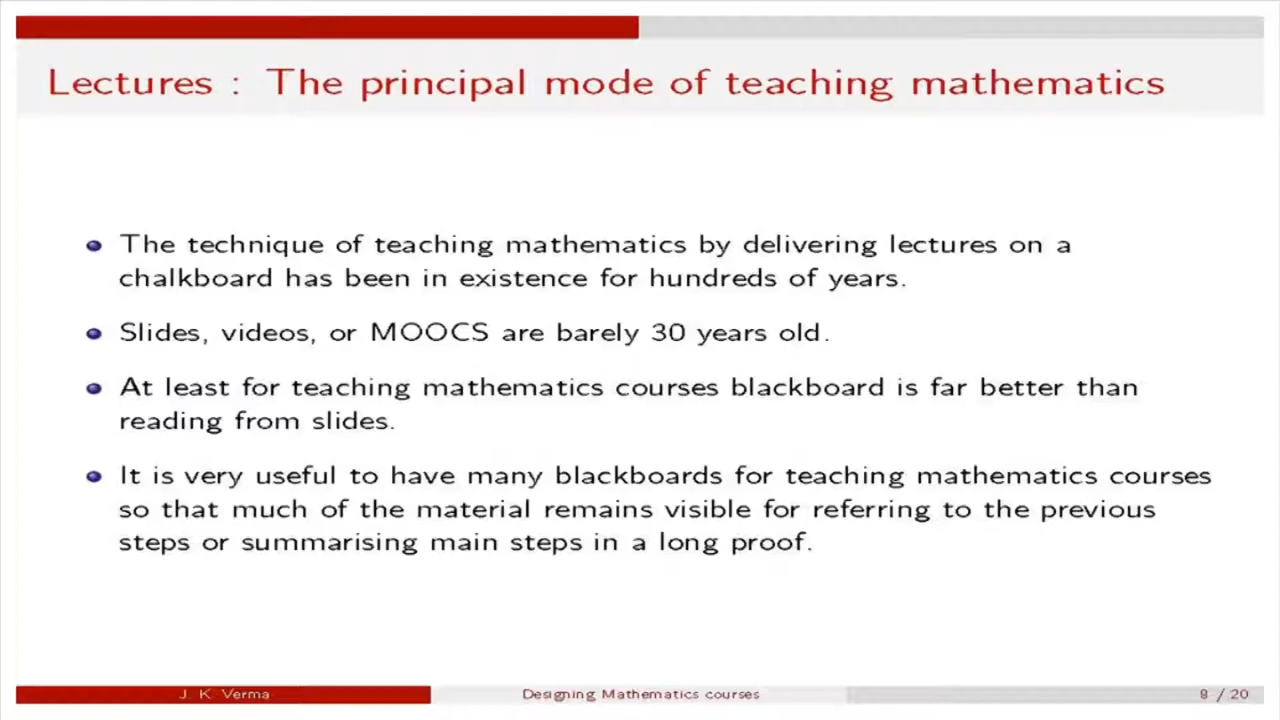 Lectures : The principal mode of teaching mathematics
The technique of teaching mathematics by delivering lectures on a
chalkboard has been in existence for hundreds of years.
Slides, videos, or MOOCS are barely 30 years old.
At least for teaching mathematics courses blackboard is far better than
reading from slides.
It is very useful to have many blackboards for teaching mathematics courses
so that much of the material remains visible for referring to the previous
steps or summarising main steps in a long proof.
J. K. Verma
Designing Mathematics courses
8 / 20